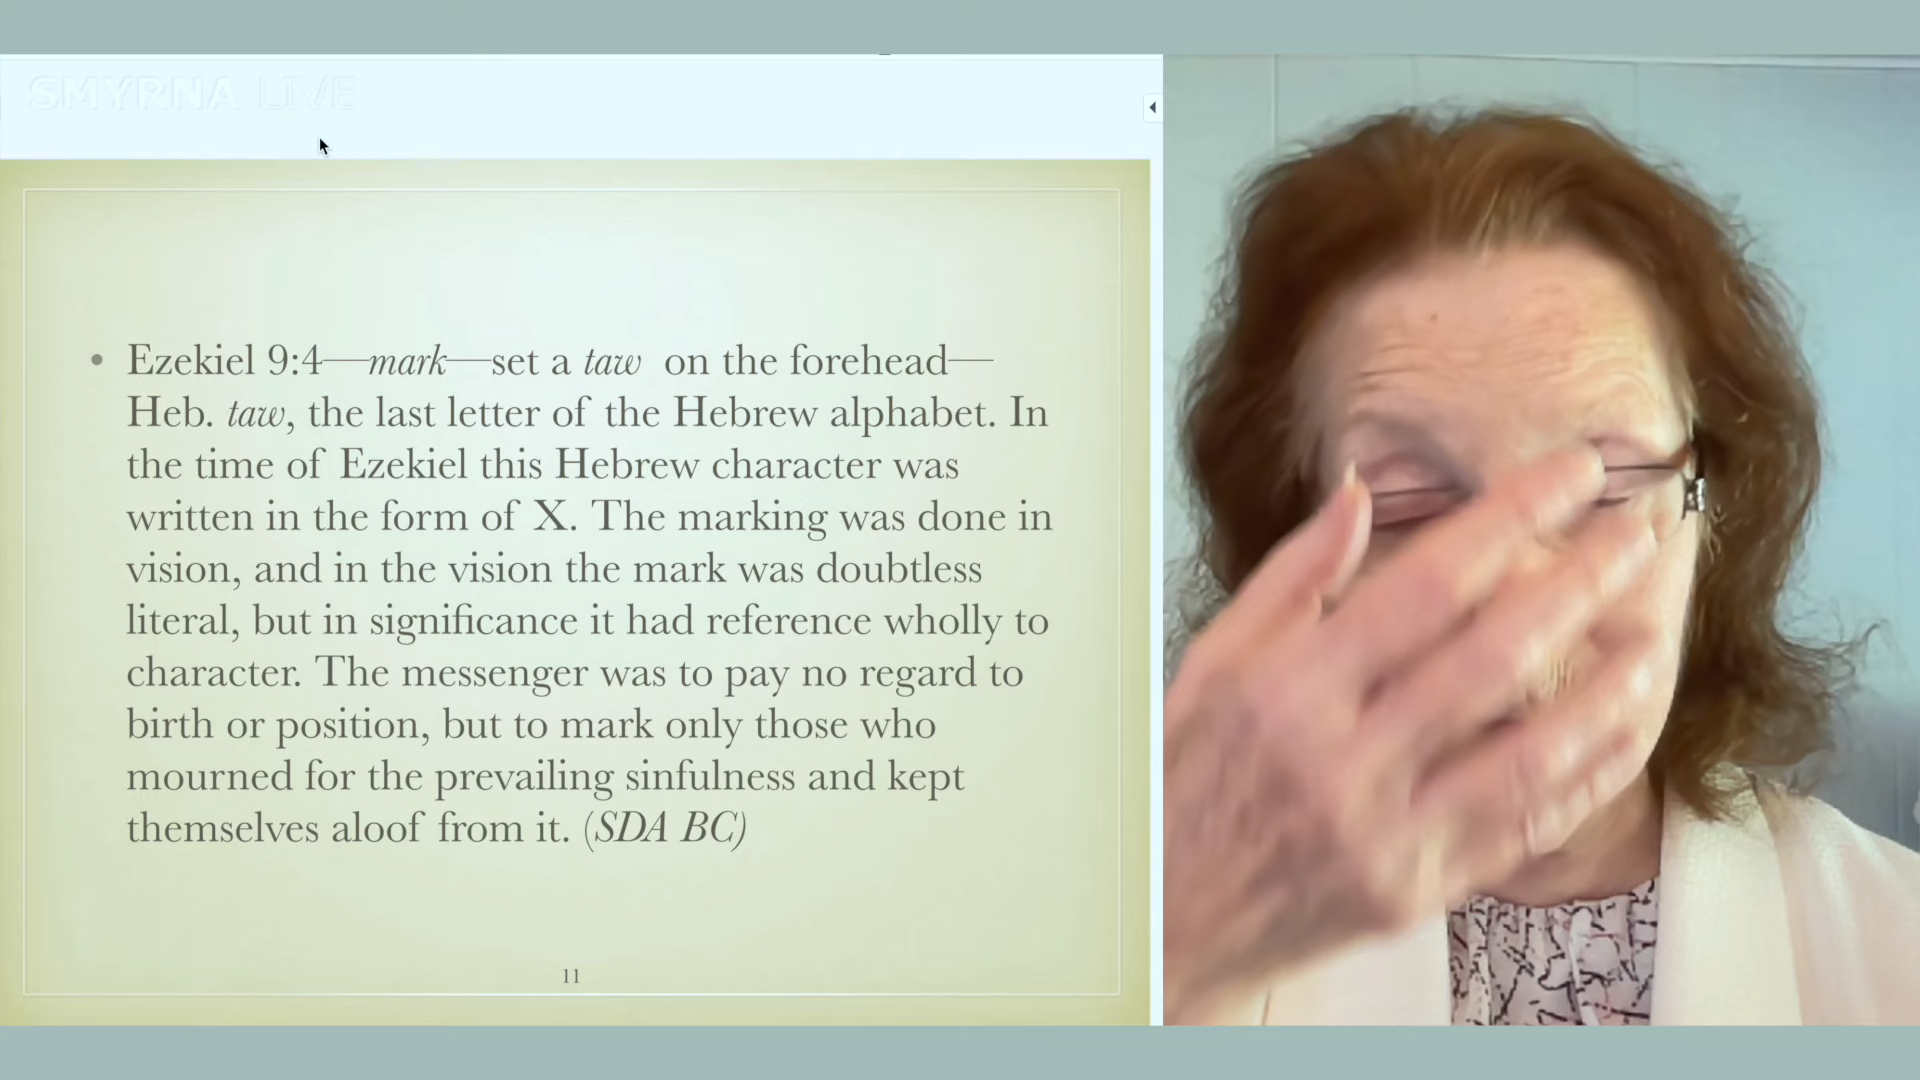 SMYRNA LIVE
• Ezekiel 9:4—mark—set a taw on the forehead—
Heb. taw, the last letter of the Hebrew alphabet. In
the time of Ezekiel this Hebrew character was
written in the form of X. The marking was done in
vision, and in the vision the mark was doubtless
literal, but in significance it had reference wholly to
character. The messenger was to pay no regard to
birth or position, but to mark only those who
mourned for the prevailing sinfulness and kept
themselves aloof from it. (SDA BC)
11